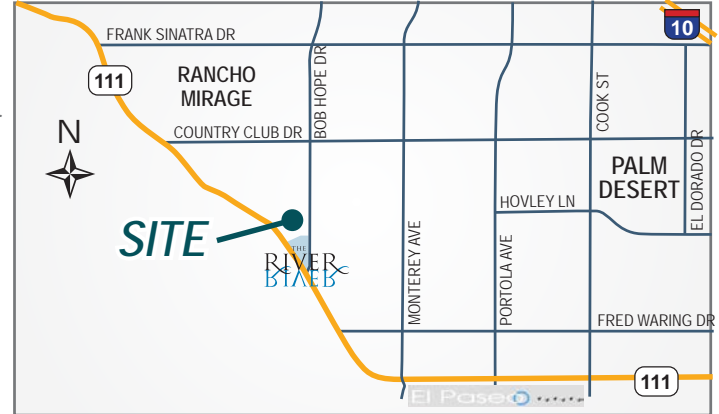 FRANK SINATRA DR
10
111
RANCHO
MIRAGE
BOB HOPE DR
COOK ST
N
COUNTRY CLUB DR
PALM
DESERT
EL DORADO DR
HOVLEY LN
SITE
THE
RIVER
RIVER
MONTEREY AVE
PORTOLA AVE
FRED WARING DR
111
El Paseo